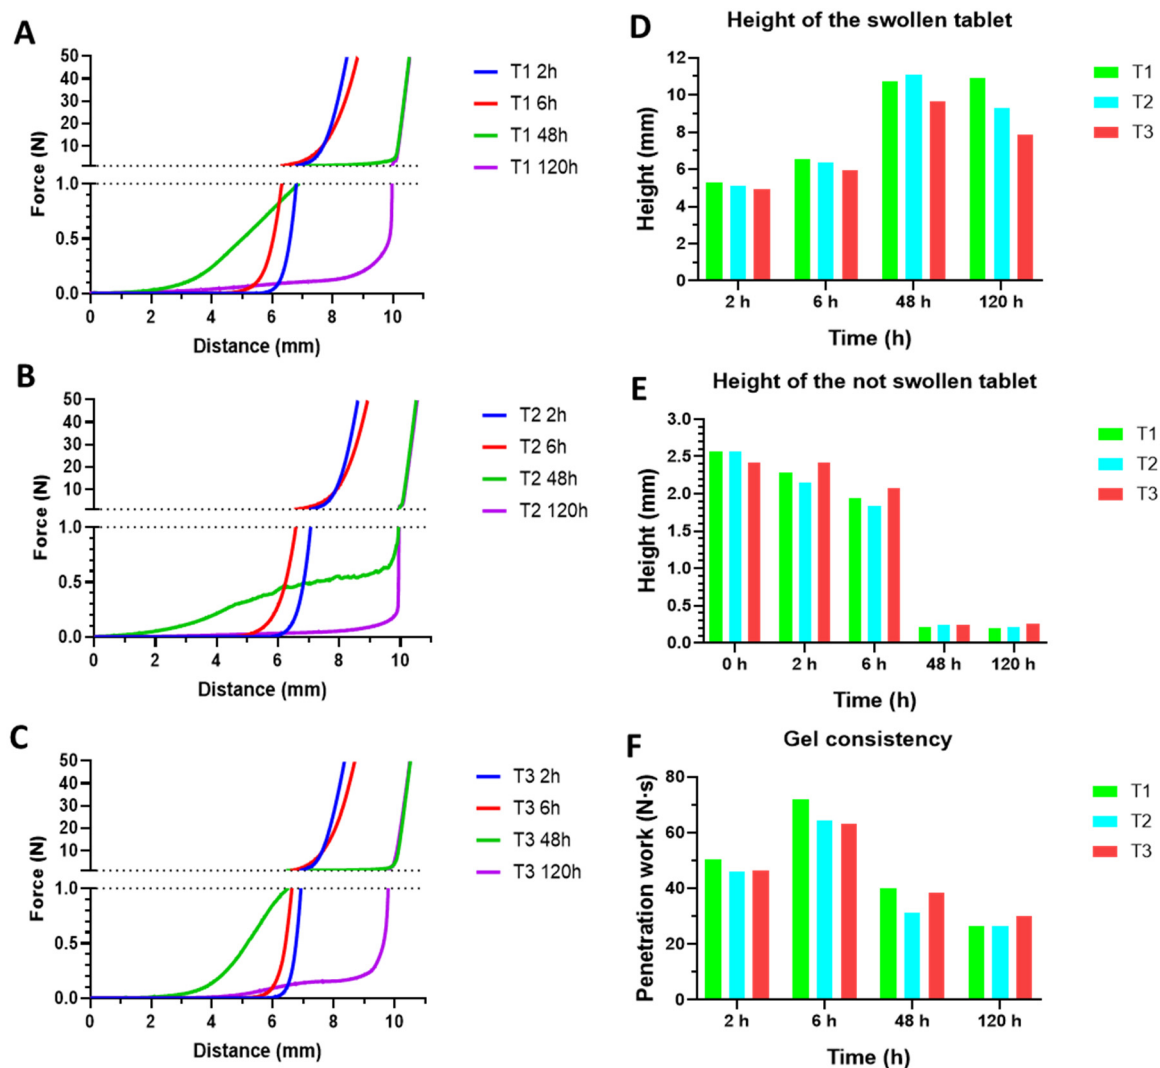 A
50
40
30
20
10
1.0
0.5
0.0
Force (N)
0 2 4 6 8 10
Distance (mm)
T1 2h
T1 6h
T1 48h
T1 120h
B
50
40
30
20
10
1.0
0.5
0.0
Force (N)
0 2 4 6 8 10
Distance (mm)
T2 2h
T2 6h
T2 48h
T2 120h
C
50
40
30
20
10
1.0
0.5
0.0
Force (N)
0 2 4 6 8 10
Distance (mm)
T3 2h
T3 6h
T3 48h
T3 120h
D
Height of the swollen tablet
12
10
8
6
4
2
0
Height (mm)
2 h 6 h 48 h 120 h
Time (h)
T1
T2
T3
E
Height of the not swollen tablet
3.0
2.5
2.0
1.5
1.0
0.5
0.0
Height (mm)
0 h 2 h 6 h 48 h 120 h
Time (h)
T1
T2
T3
F
Gel consistency
80
60
40
20
0
Penetration work (N·s)
2 h 6 h 48 h 120 h
Time (h)
T1
T2
T3